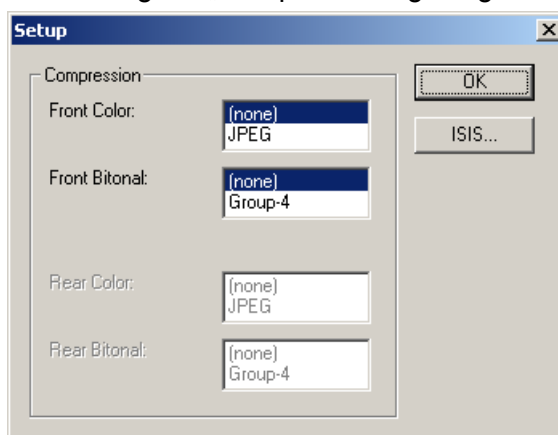 Setup
Compression
Front Color:
(none)
JPEG
OK
ISIS...
Front Bitonal:
(none)
Group-4
Rear Color:
(none)
JPEG
Rear Bitonal:
(none)
Group-4